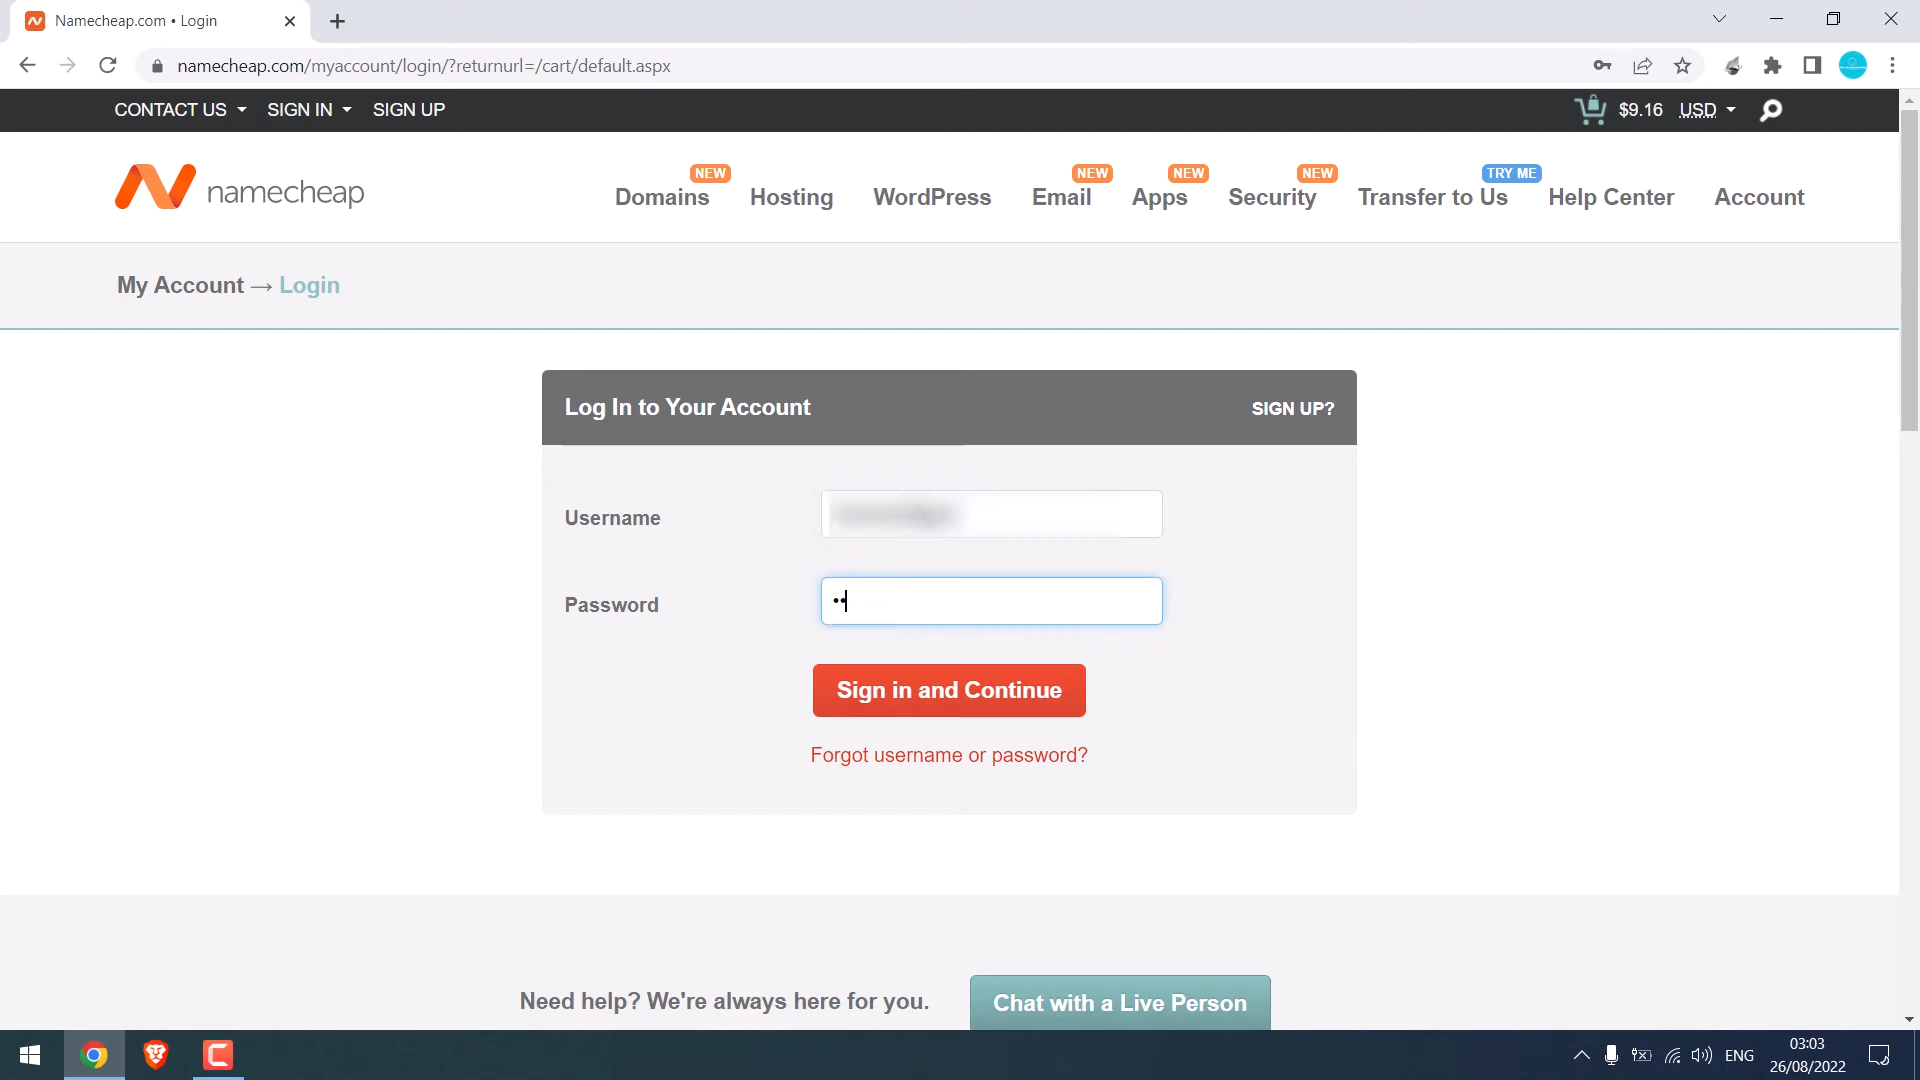 Namecheap.com • Login
namecheap.com/myaccount/login/?returnurl=/cart/default.aspx
CONTACT US SIGN IN SIGN UP $9.16 USD
namecheap
NEW NEW NEW NEW TRY ME
Domains Hosting WordPress Email Apps Security Transfer to Us Help Center Account
My Account → Login
Log In to Your Account SIGN UP?
Username
Password ••
Sign in and Continue
Forgot username or password?
Need help? We're always here for you. Chat with a Live Person
ENG 03:03
26/08/2022